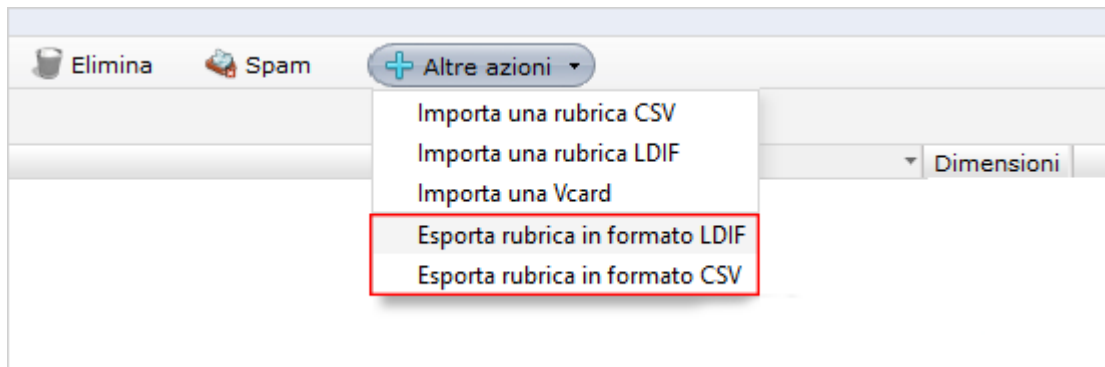 Elimina Spam Altre azioni
Importa una rubrica CSV
Importa una rubrica LDIF
Dimensioni
Importa una Vcard
Esporta rubrica in formato LDIF
Esporta rubrica in formato CSV